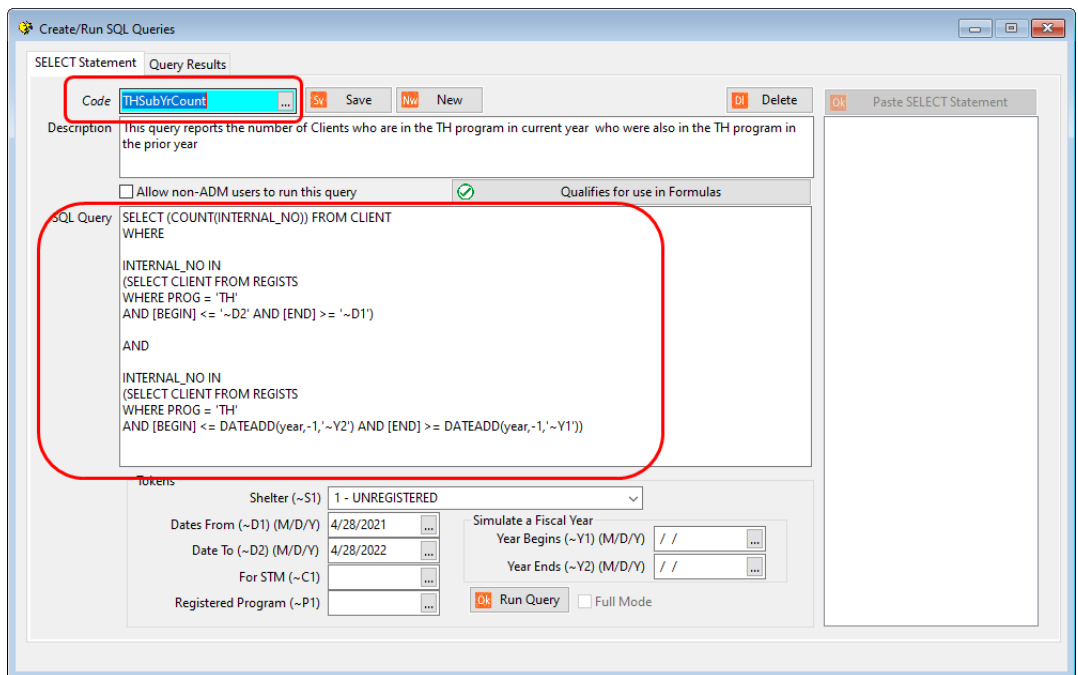 Create/Run SQL Queries
SELECT Statement Query Results
Code THSubYrCount ... Sv Save Nw New Dl Delete Ok Paste SELECT Statement
Description This query reports the number of Clients who are in the TH program in current year  who were also in the TH program in
the prior year
Allow non-ADM users to run this query Qualifies for use in Formulas
SQL Query SELECT (COUNT(INTERNAL_NO)) FROM CLIENT
WHERE
INTERNAL_NO IN
(SELECT CLIENT FROM REGISTS
WHERE PROG = 'TH'
AND [BEGIN] <= '~D2' AND [END] >= '~D1')
AND
INTERNAL_NO IN
(SELECT CLIENT FROM REGISTS
WHERE PROG = 'TH'
AND [BEGIN] <= DATEADD(year,-1,'~Y2') AND [END] >= DATEADD(year,-1,'~Y1'))
Tokens
Shelter (~S1) 1 - UNREGISTERED
Dates From (~D1) (M/D/Y) 4/28/2021 ...
Simulate a Fiscal Year
Year Begins (~Y1) (M/D/Y) / / ...
Date To (~D2) (M/D/Y) 4/28/2022 ...
Year Ends (~Y2) (M/D/Y) / / ...
For STM (~C1) ...
Registered Program (~P1) ... Ok Run Query Full Mode